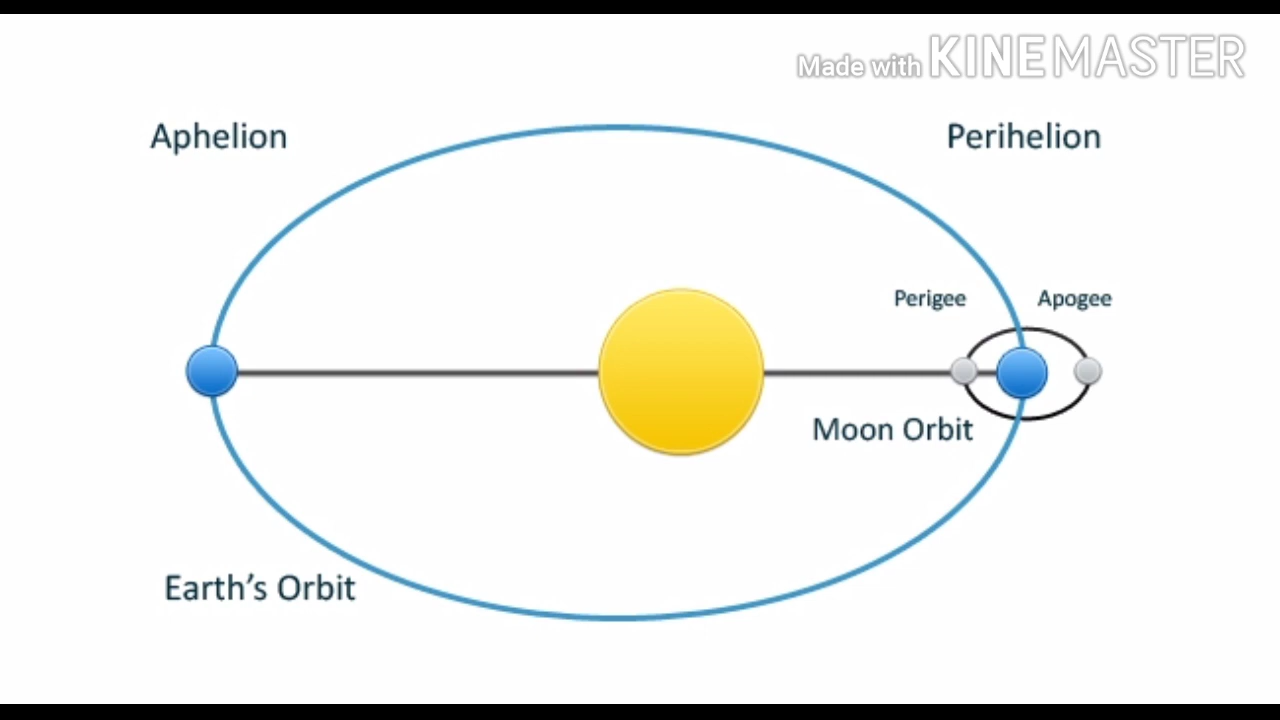 Made with KINEMASTER
Aphelion
Perihelion
Perigee
Apogee
Moon Orbit
Earth's Orbit